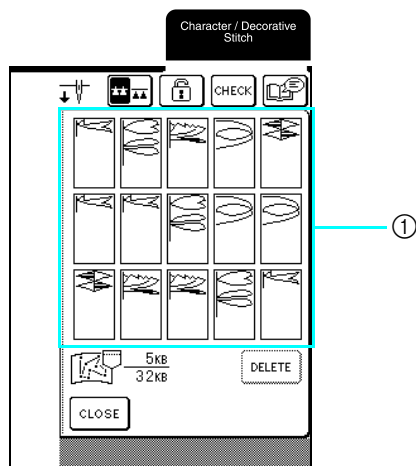 Character / Decorative
Stitch
CHECK
①
5KB
32KB
DELETE
CLOSE